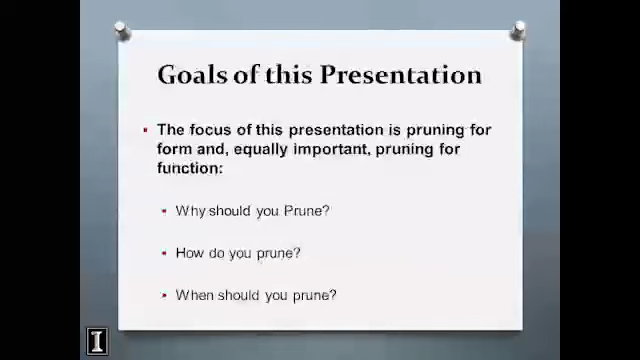 Goals of this Presentation
▪ The focus of this presentation is pruning for
form and, equally important, pruning for
function:
▪ Why should you Prune?
▪ How do you prune?
▪ When should you prune?
I